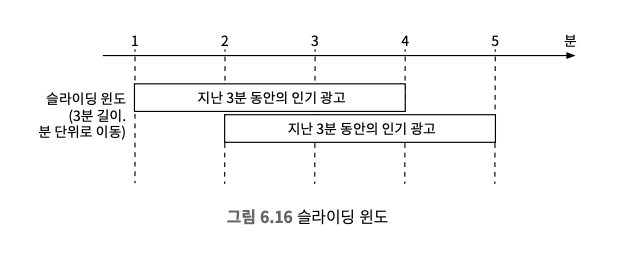 1 2 3 4 5 분
슬라이딩 윈도
(3분 길이.
분 단위로 이동)
지난 3분 동안의 인기 광고
지난 3분 동안의 인기 광고
그림 6.16 슬라이딩 윈도